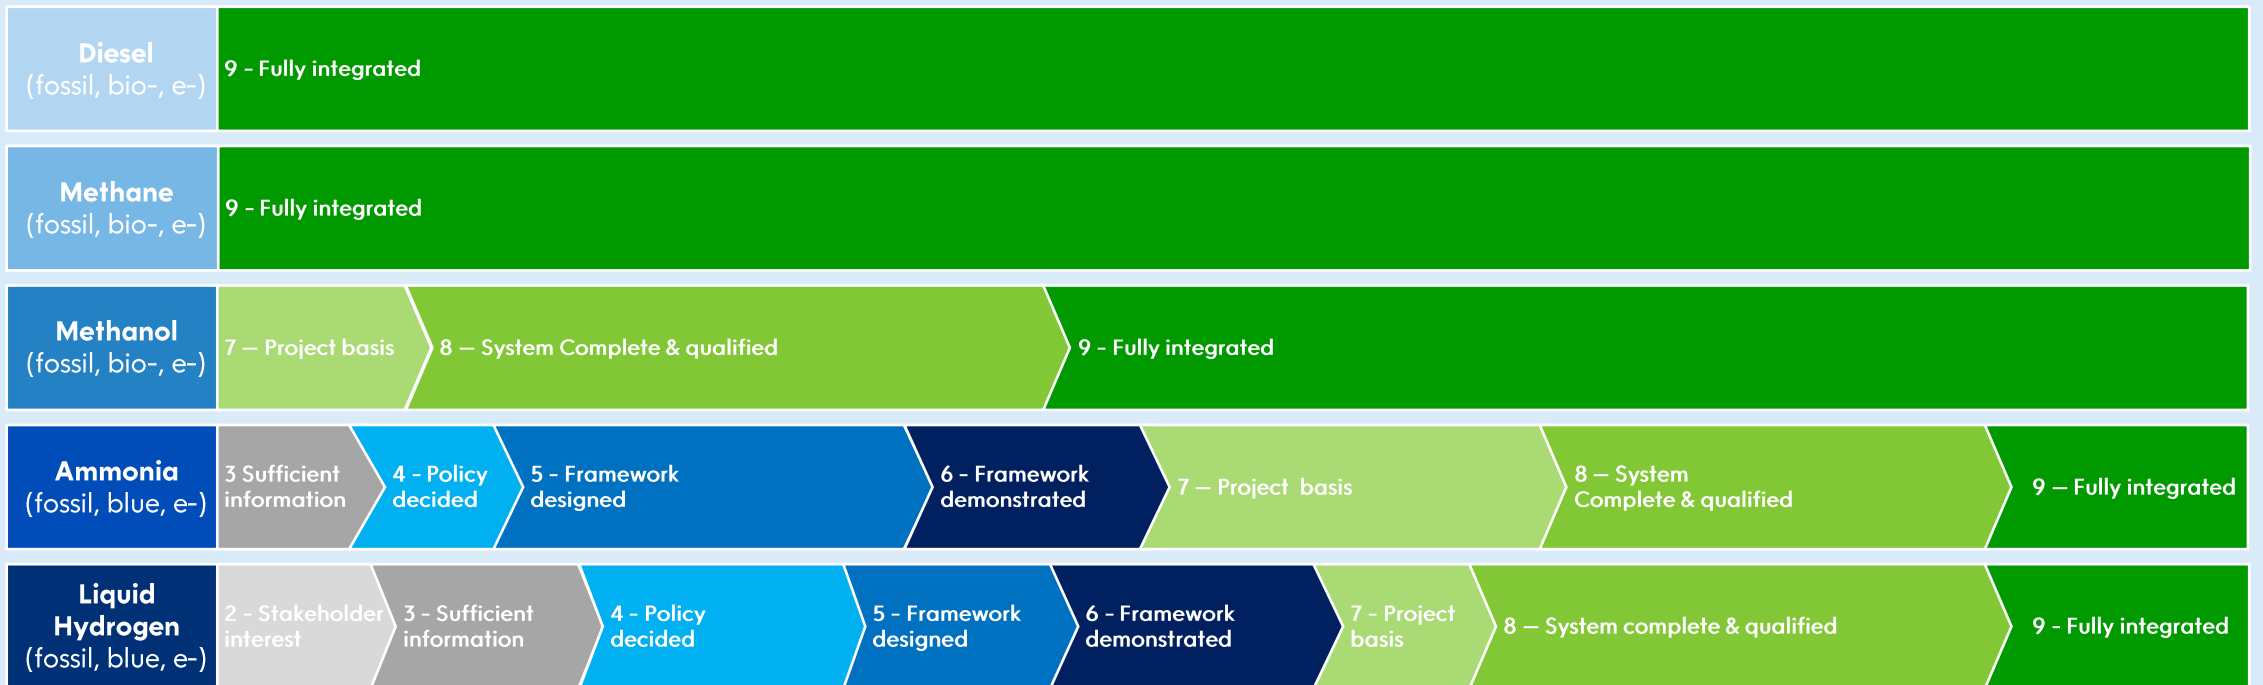 Diesel
(fossil, bio-, e-)
9 - Fully integrated
Methane
(fossil, bio-, e-)
9 - Fully integrated
Methanol
(fossil, bio-, e-)
7 – Project basis
8 – System Complete & qualified
9 - Fully integrated
Ammonia
(fossil, blue, e-)
3 Sufficient
information
4 - Policy
decided
5 - Framework
designed
6 - Framework
demonstrated
7 – Project  basis
8 – System
Complete & qualified
9 – Fully integrated
Liquid
Hydrogen
(fossil, blue, e-)
2 - Stakeholder
interest
3 - Sufficient
information
4 - Policy
decided
5 - Framework
designed
6 - Framework
demonstrated
7 - Project
basis
8 – System complete & qualified
9 - Fully integrated